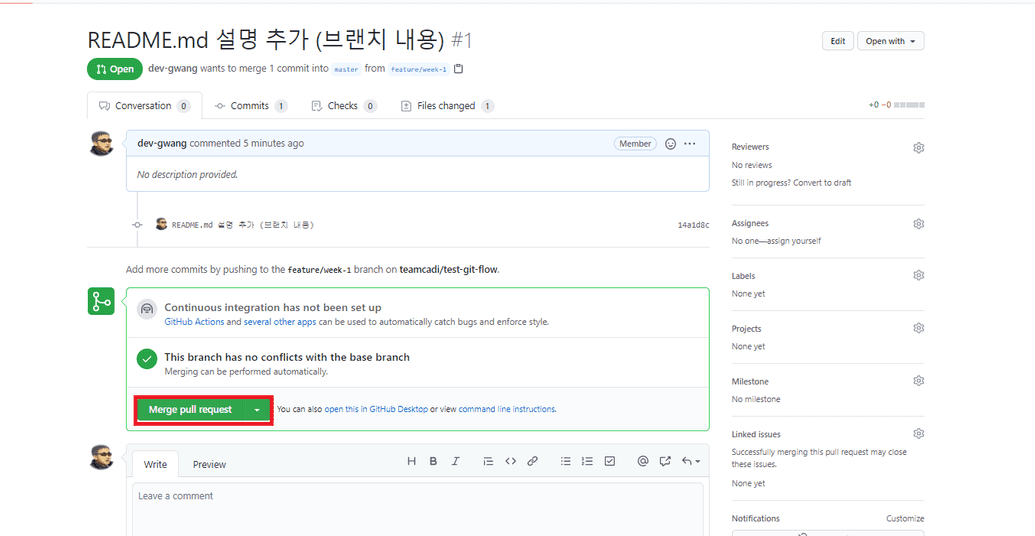 README.md 설명 추가 (브랜치 내용) #1
Edit
Open with
Open
dev-gwang wants to merge 1 commit into master from feature/week-1
Conversation 0
Commits 1
Checks 0
Files changed 1
+0 −0
dev-gwang commented 5 minutes ago
Member
No description provided.
README.md 설명 추가 (브랜치 내용)
14a1d8c
Add more commits by pushing to the feature/week-1 branch on teamcadi/test-git-flow.
Continuous integration has not been set up
GitHub Actions and several other apps can be used to automatically catch bugs and enforce style.
This branch has no conflicts with the base branch
Merging can be performed automatically.
Merge pull request
You can also open this in GitHub Desktop or view command line instructions.
Write
Preview
Leave a comment
Reviewers
No reviews
Still in progress? Convert to draft
Assignees
No one—assign yourself
Labels
None yet
Projects
None yet
Milestone
No milestone
Linked issues
Successfully merging this pull request may close
these issues.
None yet
Notifications
Customize